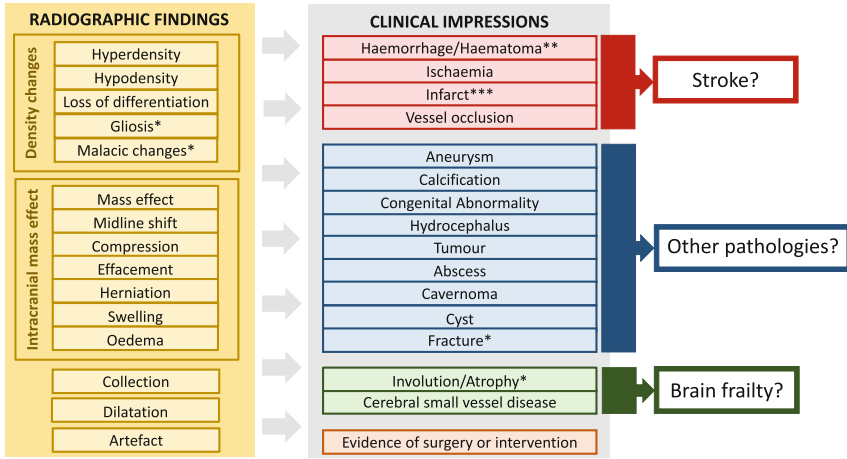 RADIOGRAPHIC FINDINGS
Density changes
Hyperdensity
Hypodensity
Loss of differentiation
Gliosis*
Malacic changes*
Intracranial mass effect
Mass effect
Midline shift
Compression
Effacement
Herniation
Swelling
Oedema
Collection
Dilatation
Artefact
CLINICAL IMPRESSIONS
Haemorrhage/Haematoma**
Ischaemia
Infarct***
Vessel occlusion
Stroke?
Aneurysm
Calcification
Congenital Abnormality
Hydrocephalus
Tumour
Abscess
Cavernoma
Cyst
Fracture*
Other pathologies?
Involution/Atrophy*
Cerebral small vessel disease
Brain frailty?
Evidence of surgery or intervention